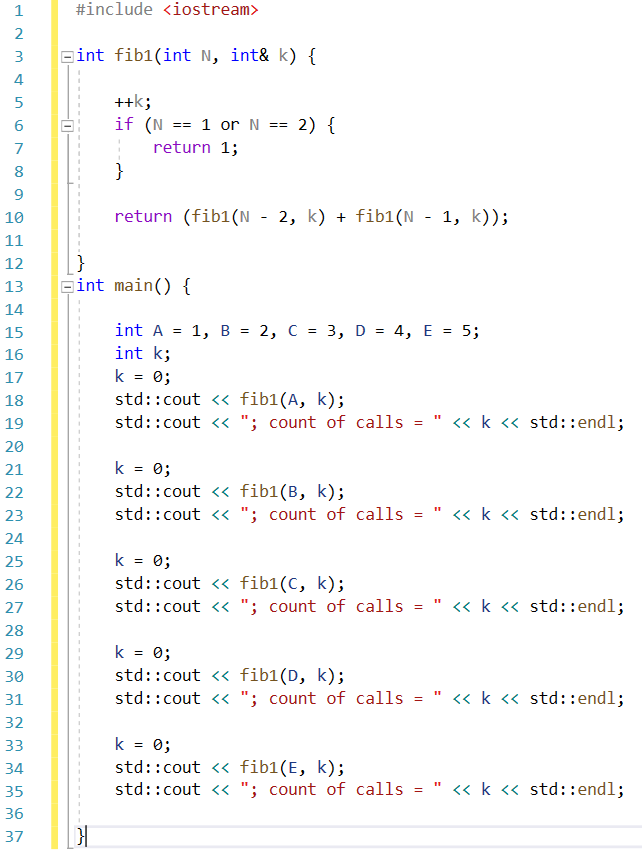 1 #include <iostream>
2
3 int fib1(int N, int& k) {
4
5 ++k;
6 if (N == 1 or N == 2) {
7 return 1;
8 }
9
10 return (fib1(N - 2, k) + fib1(N - 1, k));
11
12 }
13 int main() {
14
15 int A = 1, B = 2, C = 3, D = 4, E = 5;
16 int k;
17 k = 0;
18 std::cout << fib1(A, k);
19 std::cout << "; count of calls = " << k << std::endl;
20
21 k = 0;
22 std::cout << fib1(B, k);
23 std::cout << "; count of calls = " << k << std::endl;
24
25 k = 0;
26 std::cout << fib1(C, k);
27 std::cout << "; count of calls = " << k << std::endl;
28
29 k = 0;
30 std::cout << fib1(D, k);
31 std::cout << "; count of calls = " << k << std::endl;
32
33 k = 0;
34 std::cout << fib1(E, k);
35 std::cout << "; count of calls = " << k << std::endl;
36
37 }